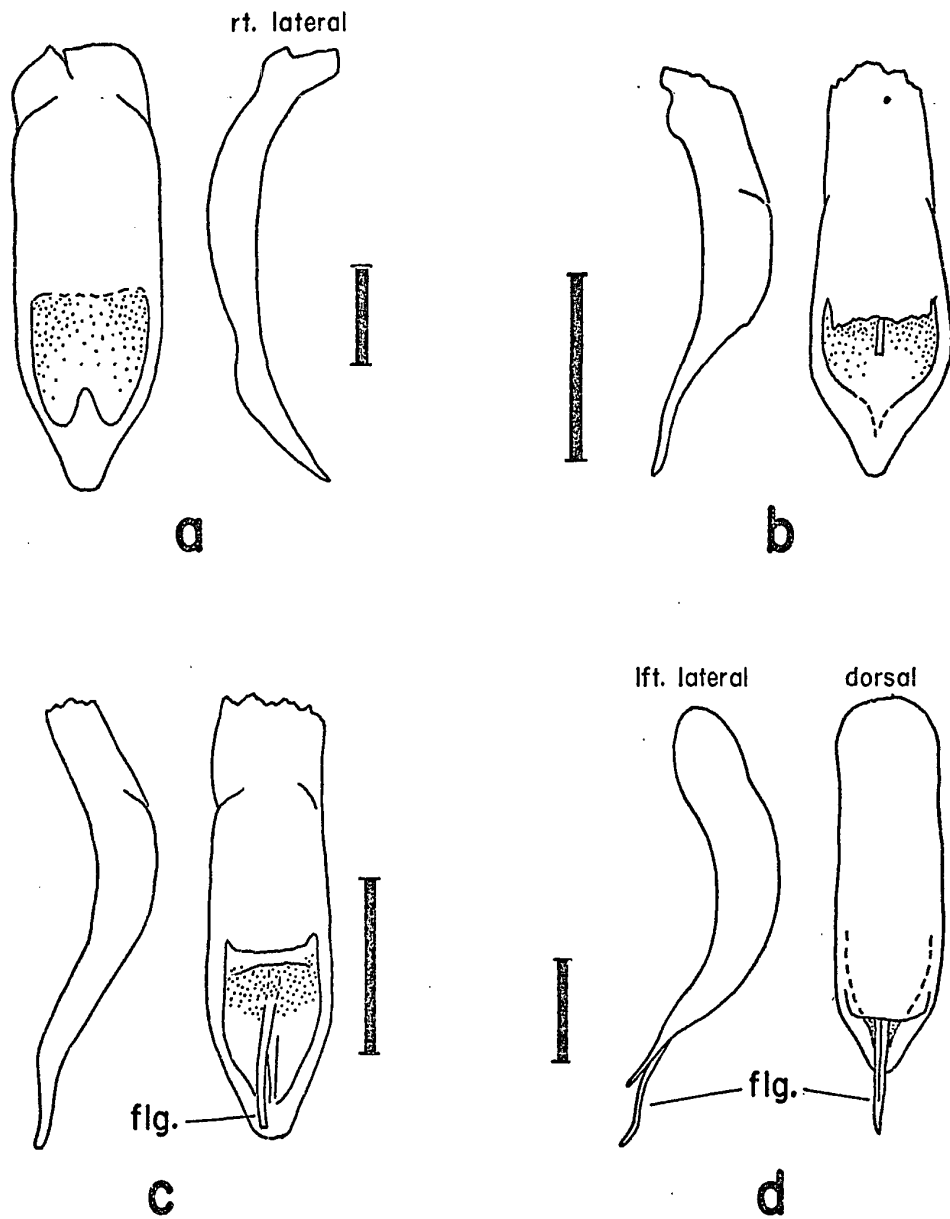 rt. lateral
a
b
lft. lateral
dorsal
flg.
flg.
c
d